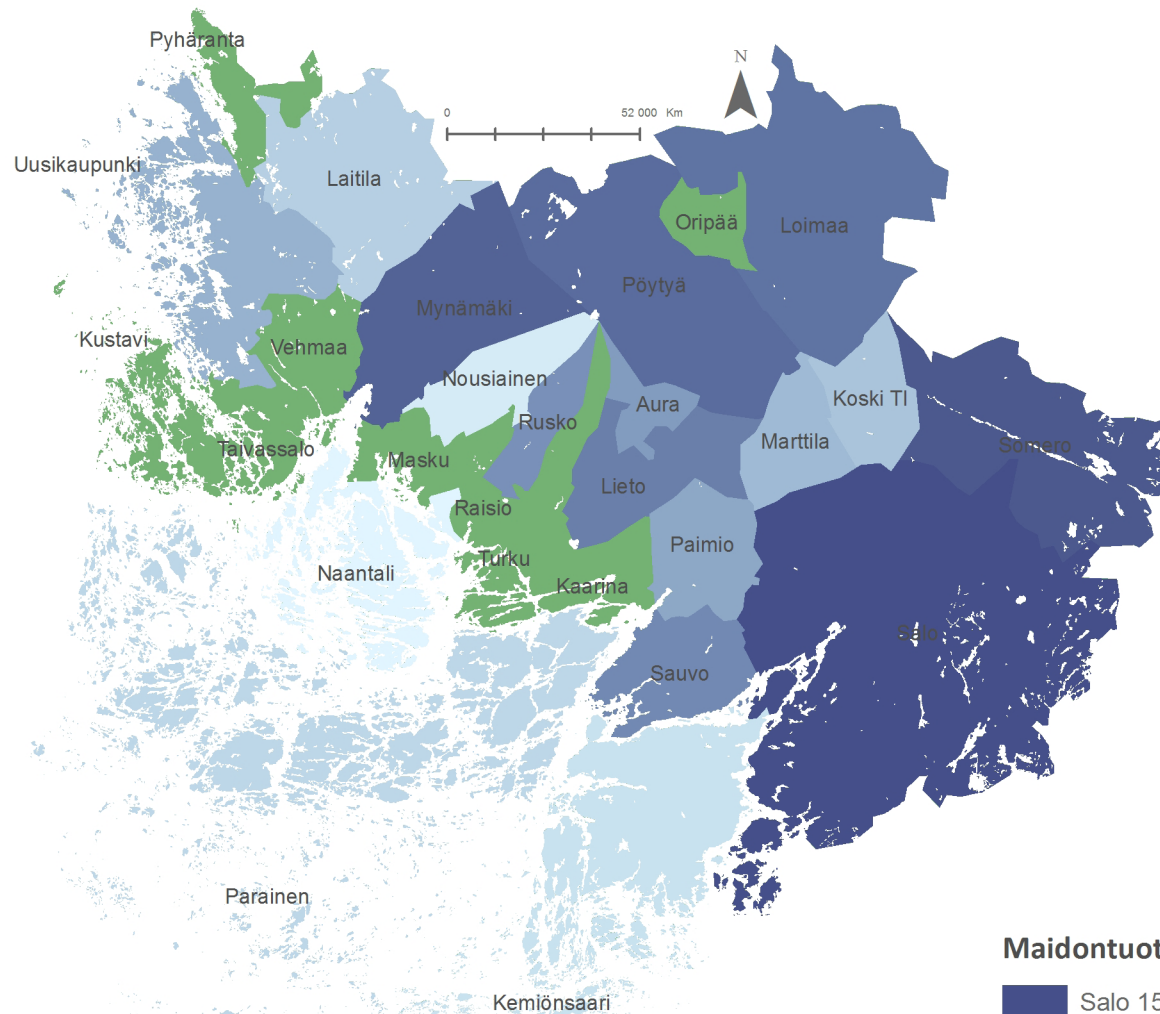 Pyhäranta
N
0 52 000 Km
Uusikaupunki
Laitila
Oripää
Loimaa
Pöytyä
Mynämäki
Kustavi
Vehmaa
Nousiainen
Aura
Koski Tl
Rusko
Marttila
Somero
Taivassalo
Masku
Lieto
Raisio
Paimio
Turku
Naantali
Kaarina
Salo
Sauvo
Parainen
Maidontuot
Kemiönsaari
Salo 15